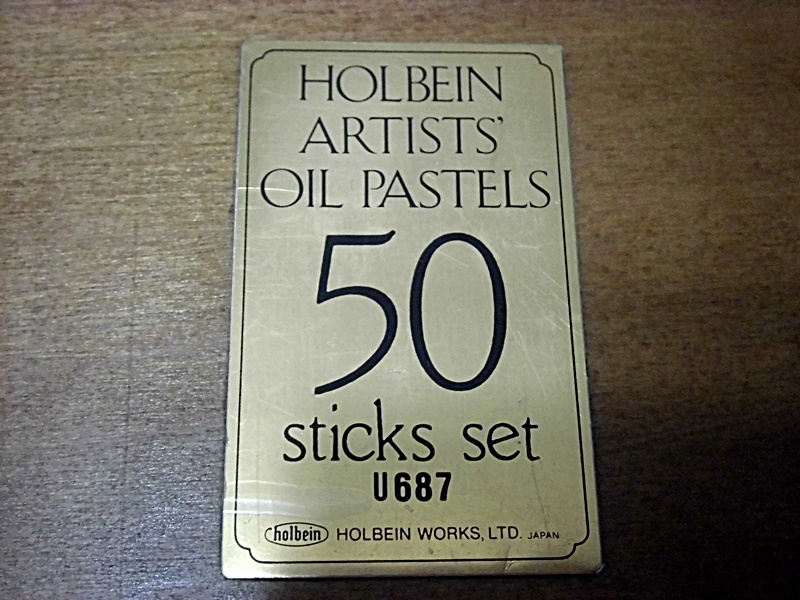 HOLBEIN
ARTISTS'
OIL PASTELS
50
sticks set
U687
holbein HOLBEIN WORKS, LTD. JAPAN